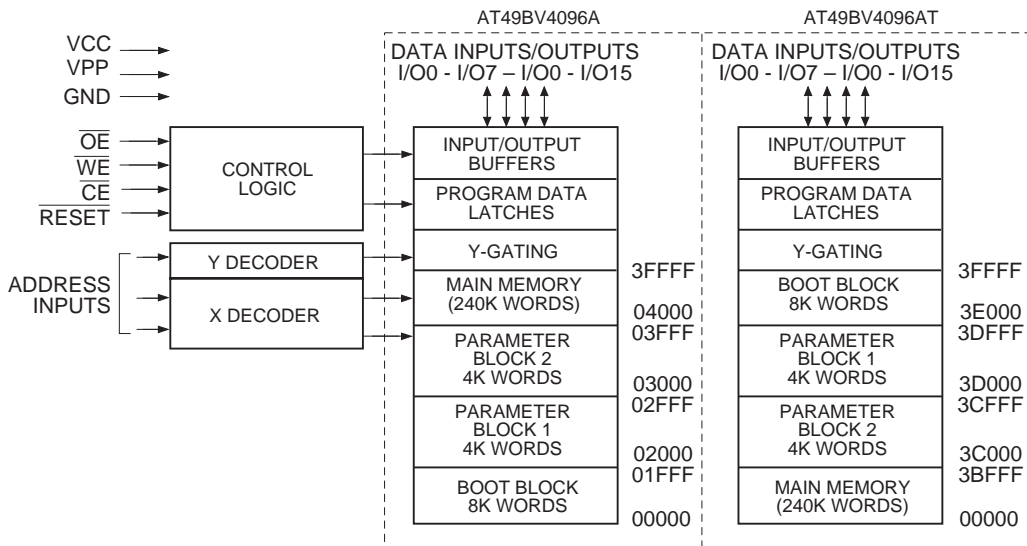 AT49BV4096A
AT49BV4096AT
VCC
VPP
GND
OE
WE
CE
RESET
ADDRESS
INPUTS
CONTROL
LOGIC
Y DECODER
X DECODER
DATA INPUTS/OUTPUTS
I/O0 - I/O7 – I/O0 - I/O15
INPUT/OUTPUT
BUFFERS
PROGRAM DATA
LATCHES
Y-GATING
3FFFF
MAIN MEMORY
(240K WORDS)
04000
03FFF
PARAMETER
BLOCK 2
4K WORDS
03000
02FFF
PARAMETER
BLOCK 1
4K WORDS
02000
01FFF
BOOT BLOCK
8K WORDS
00000
DATA INPUTS/OUTPUTS
I/O0 - I/O7 – I/O0 - I/O15
INPUT/OUTPUT
BUFFERS
PROGRAM DATA
LATCHES
Y-GATING
3FFFF
BOOT BLOCK
8K WORDS
3E000
3DFFF
PARAMETER
BLOCK 1
4K WORDS
3D000
3CFFF
PARAMETER
BLOCK 2
4K WORDS
3C000
3BFFF
MAIN MEMORY
(240K WORDS)
00000